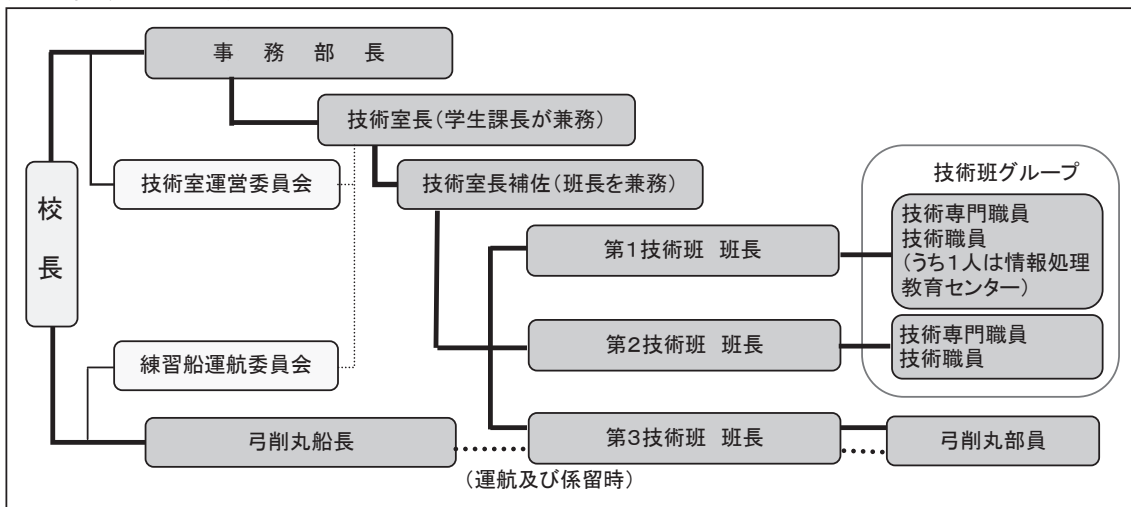 事務部長
技術室長(学生課長が兼務)
技術室運営委員会
技術室長補佐(班長を兼務)
技術班グループ
校長
第1技術班 班長
技術専門職員
技術職員
(うち1人は情報処理
教育センター)
第2技術班 班長
技術専門職員
技術職員
練習船運航委員会
弓削丸船長
第3技術班 班長
弓削丸部員
(運航及び係留時)